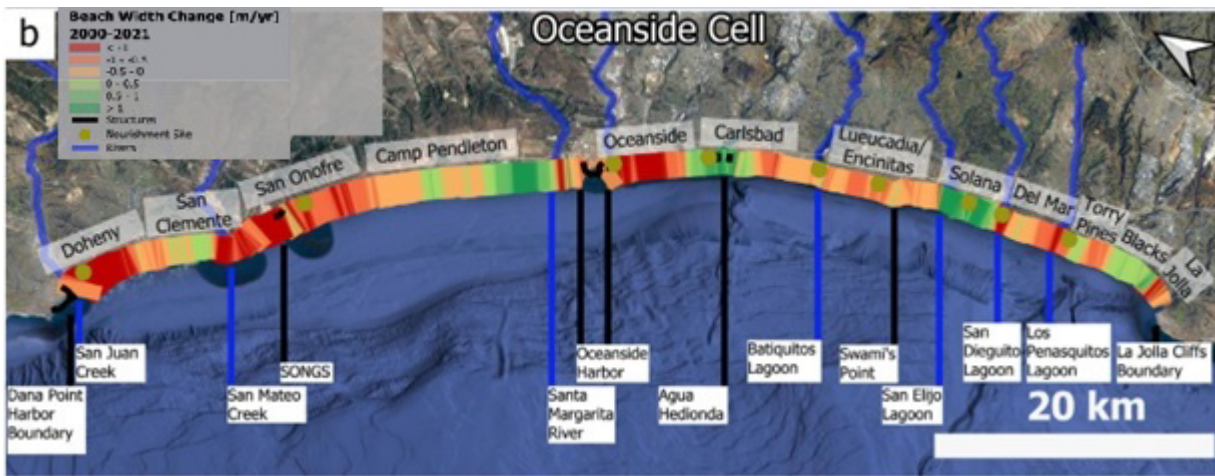 b
Oceanside Cell
Beach Width Change [m/yr]
2000-2021
< -1
-1 - -0.5
-0.5 - 0
0 - 0.5
0.5 - 1
> 1
Structures
Nourishment Site
Rivers
Doheny
San
Clemente
San Onofre
Camp Pendleton
Oceanside
Carlsbad
Lueucadia/
Encinitas
Solana
Del Mar
Torry
Pines
Blacks
La
Jolla
San Juan
Creek
Dana Point
Harbor
Boundary
San Mateo
Creek
SONGS
Santa
Margarita
River
Oceanside
Harbor
Agua
Hedionda
Batiquitos
Lagoon
Swami's
Point
San Elijo
Lagoon
San
Dieguito
Lagoon
Los
Penasquitos
Lagoon
La Jolla Cliffs
Boundary
20 km